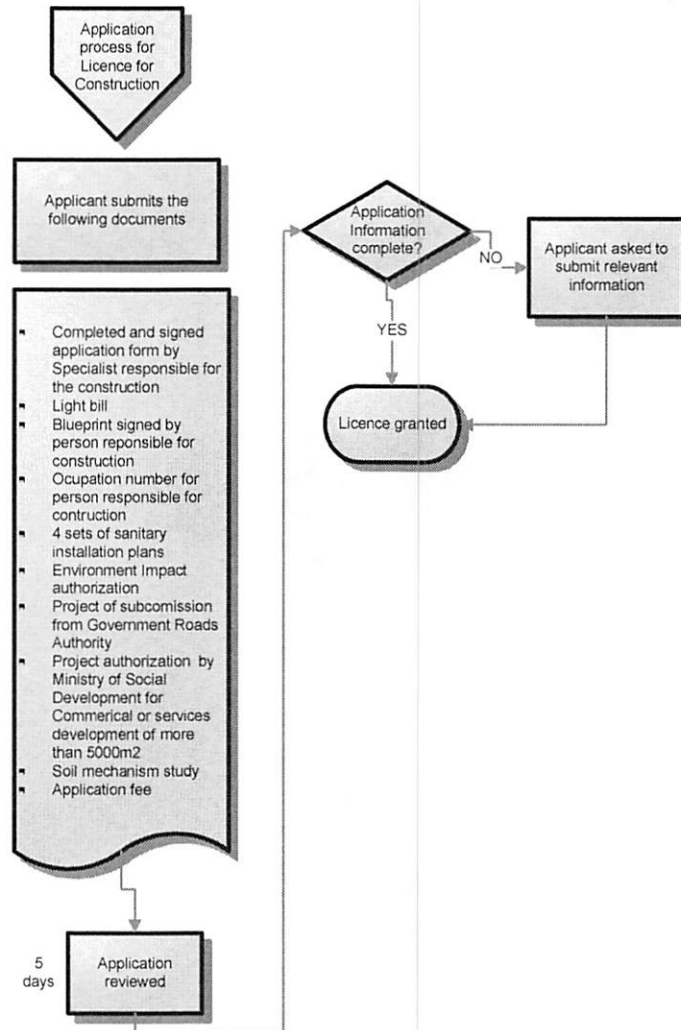 Application
process for
Licence for
Construction
Applicant submits the
following documents
Completed and signed
application form by
Specialist responsible for
the construction
Light bill
Blueprint signed by
person reponsible for
construction
Ocupation number for
person responsible for
contruction
4 sets of sanitary
installation plans
Environment Impact
authorization
Project of subcomission
from Government Roads
Authority
Project authorization by
Ministry of Social
Development for
Commerical or services
development of more
than 5000m2
Soil mechanism study
Application fee
5
days
Application
reviewed
Application
Information
complete?
NO
Applicant asked to
submit relevant
information
YES
Licence granted